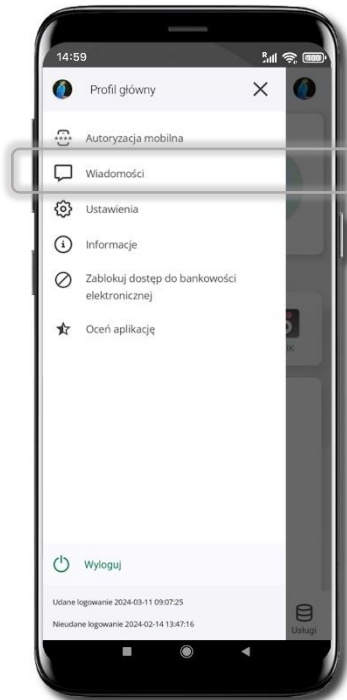 14:59
Profil główny
Autoryzacja mobilna
Wiadomości
Ustawienia
Informacje
Zablokuj dostęp do bankowości
elektronicznej
Oceń aplikację
Wyloguj
Udane logowanie 2024-03-11 09:07:25
Nieudane logowanie 2024-02-14 13:47:16
Usługi